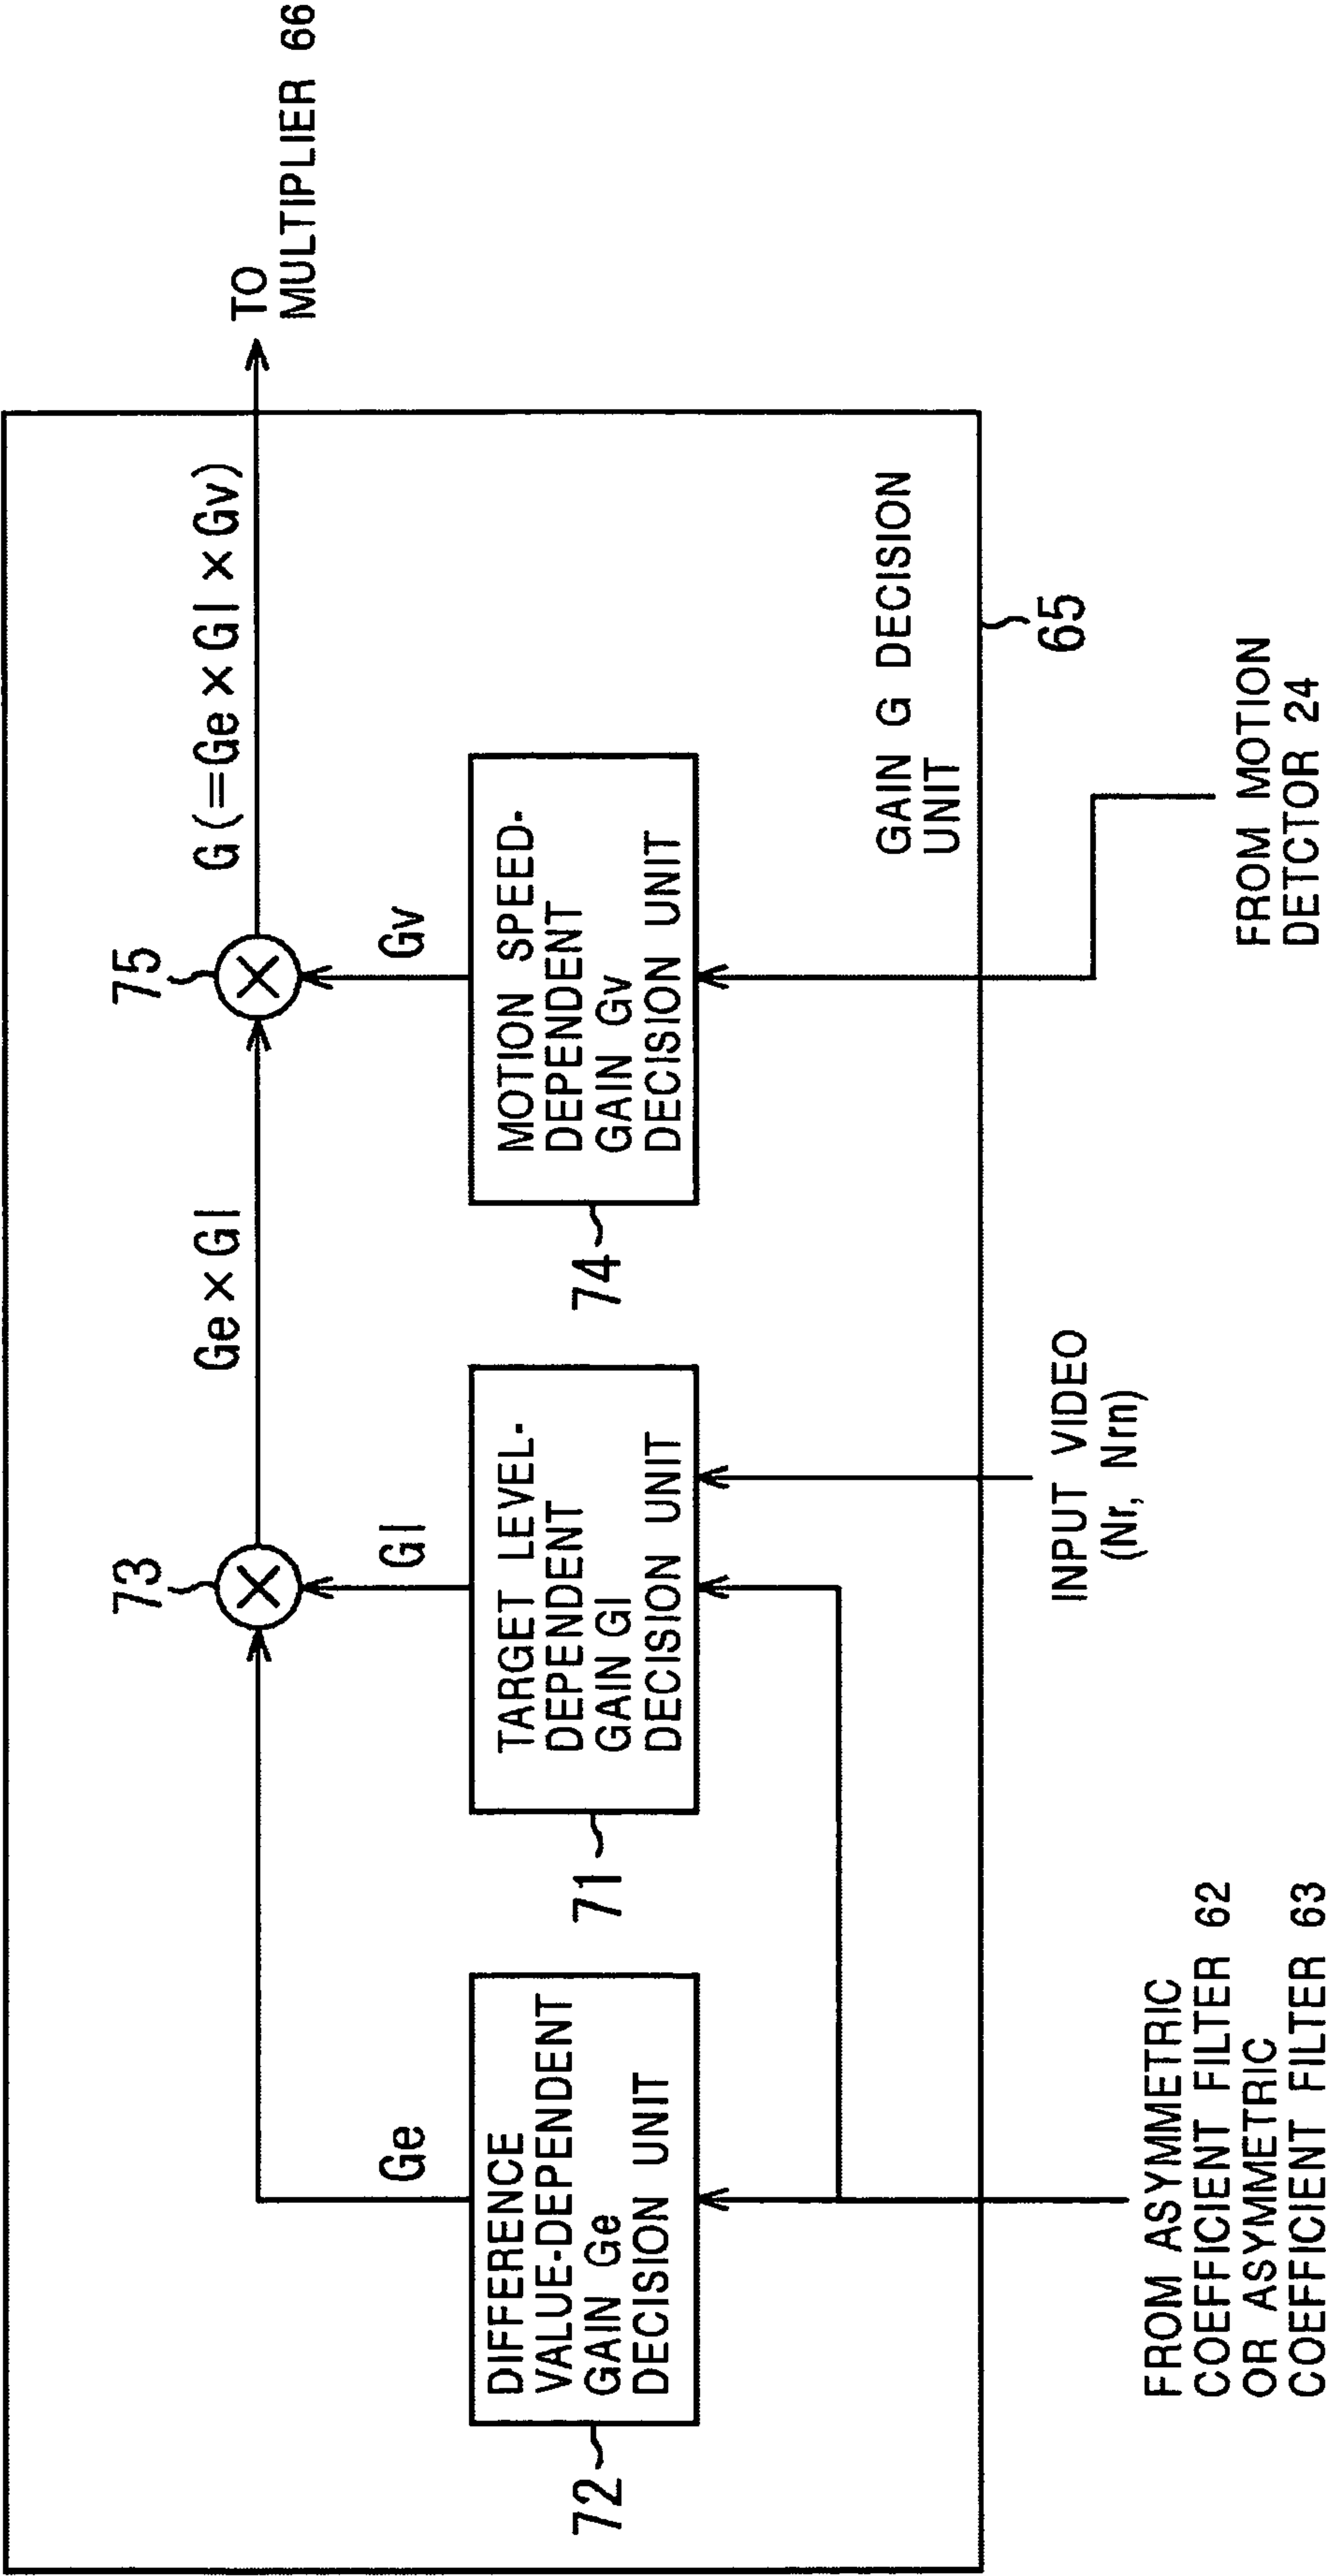 TO
MULTIPLIER 66
G(=Ge×Gl×Gv)
75
Ge×Gl
73
Gv
Gl
Ge
DIFFERENCE
VALUE-DEPENDENT
GAIN Ge
DECISION UNIT
72
TARGET LEVEL-
DEPENDENT
GAIN Gl
DECISION UNIT
71
MOTION SPEED-
DEPENDENT
GAIN Gv
DECISION UNIT
74
GAIN G DECISION
UNIT
65
FROM ASYMMETRIC
COEFFICIENT FILTER 62
OR ASYMMETRIC
COEFFICIENT FILTER 63
INPUT VIDEO
(Nr, Nrn)
FROM MOTION
DETCTOR 24